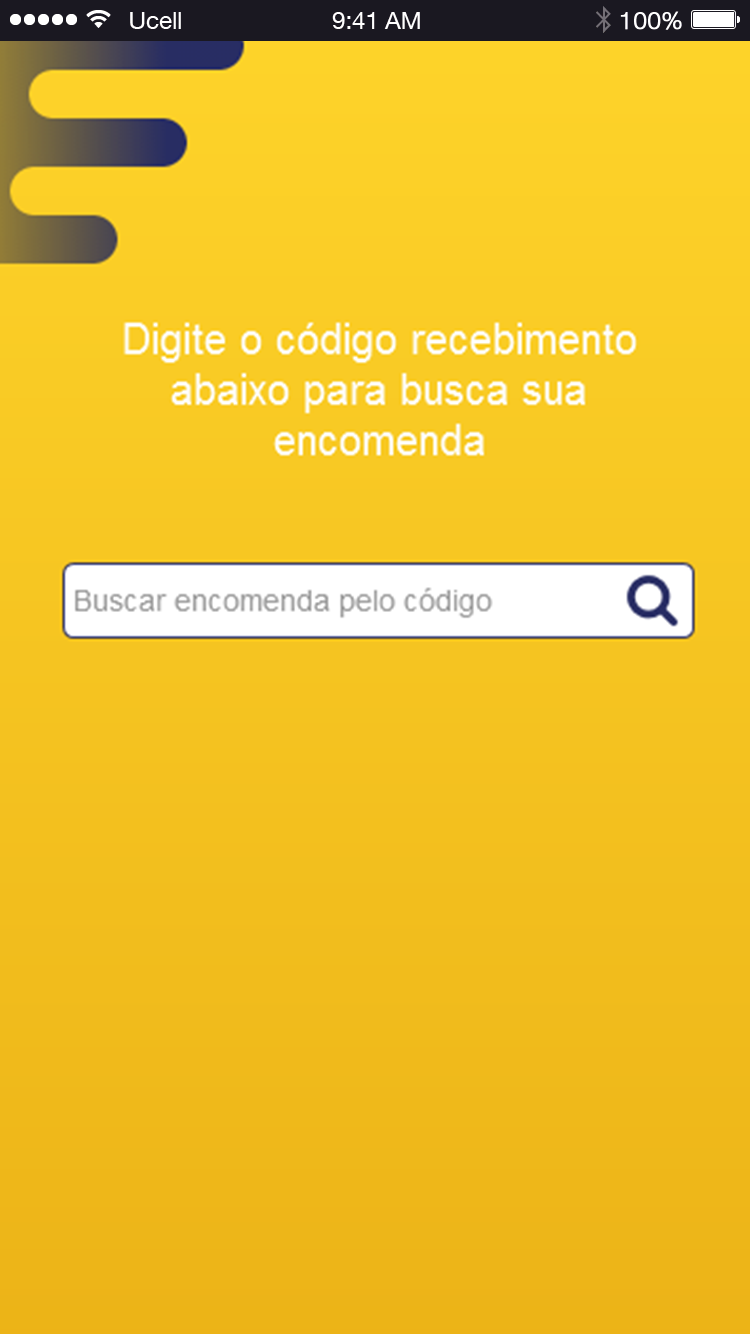 Ucell 9:41 AM 100%
Digite o código recebimento
abaixo para busca sua
encomenda
Buscar encomenda pelo código